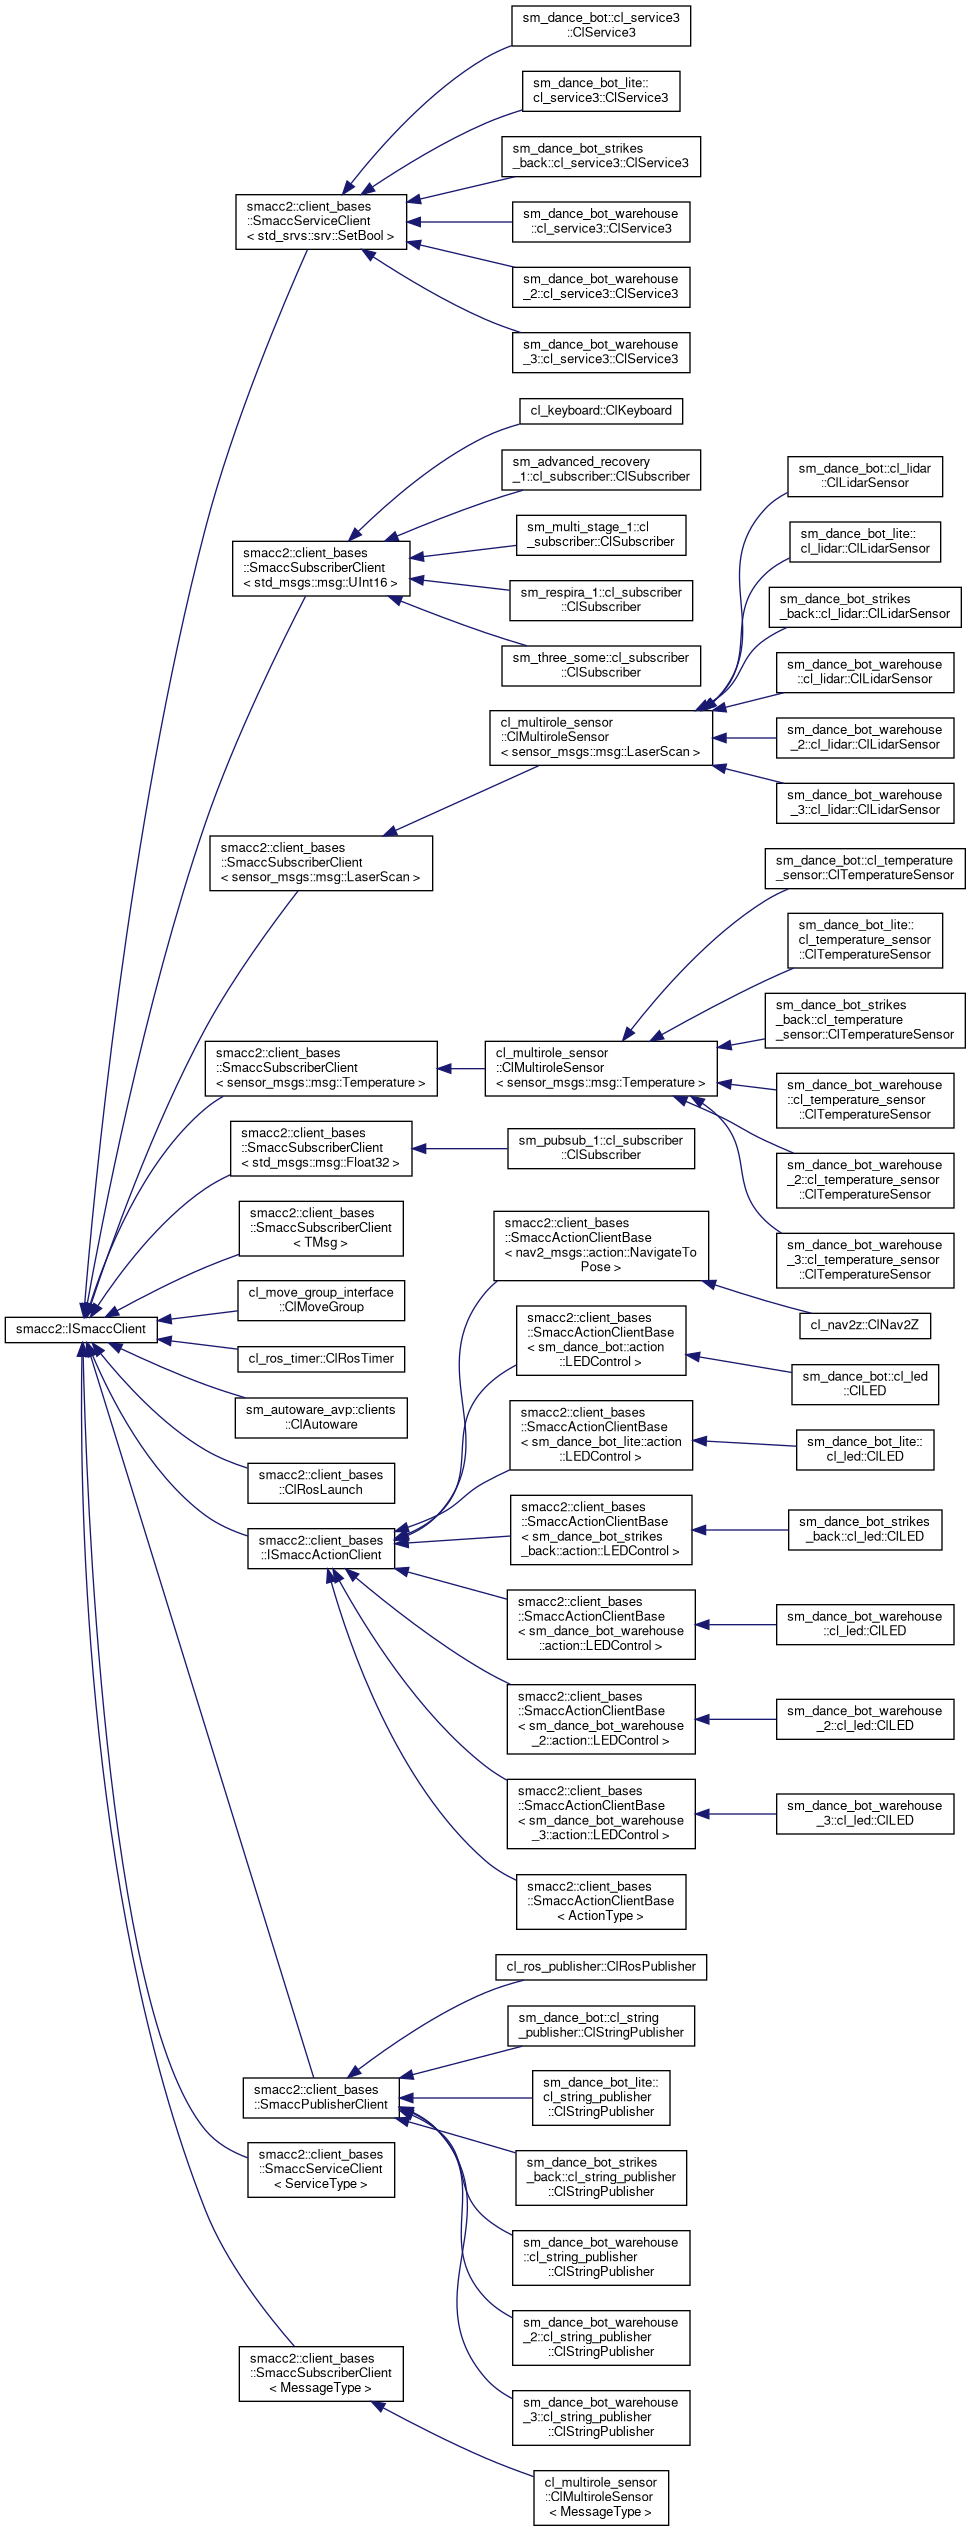 sm_dance_bot::cl_service3
::ClService3
sm_dance_bot_lite::
cl_service3::ClService3
sm_dance_bot_strikes
_back::cl_service3::ClService3
smacc2::client_bases
::SmaccServiceClient
< std_srvs::srv::SetBool >
sm_dance_bot_warehouse
::cl_service3::ClService3
sm_dance_bot_warehouse
_2::cl_service3::ClService3
sm_dance_bot_warehouse
_3::cl_service3::ClService3
cl_keyboard::ClKeyboard
sm_advanced_recovery
_1::cl_subscriber::ClSubscriber
sm_dance_bot::cl_lidar
::ClLidarSensor
sm_multi_stage_1::cl
_subscriber::ClSubscriber
sm_dance_bot_lite::
cl_lidar::ClLidarSensor
smacc2::client_bases
::SmaccSubscriberClient
< std_msgs::msg::UInt16 >
sm_respira_1::cl_subscriber
::ClSubscriber
sm_dance_bot_strikes
_back::cl_lidar::ClLidarSensor
sm_three_some::cl_subscriber
::ClSubscriber
sm_dance_bot_warehouse
::cl_lidar::ClLidarSensor
cl_multirole_sensor
::ClMultiroleSensor
< sensor_msgs::msg::LaserScan >
sm_dance_bot_warehouse
_2::cl_lidar::ClLidarSensor
sm_dance_bot_warehouse
_3::cl_lidar::ClLidarSensor
smacc2::client_bases
::SmaccSubscriberClient
< sensor_msgs::msg::LaserScan >
sm_dance_bot::cl_temperature
_sensor::ClTemperatureSensor
sm_dance_bot_lite::
cl_temperature_sensor
::ClTemperatureSensor
sm_dance_bot_strikes
_back::cl_temperature
_sensor::ClTemperatureSensor
smacc2::client_bases
::SmaccSubscriberClient
< sensor_msgs::msg::Temperature >
cl_multirole_sensor
::ClMultiroleSensor
< sensor_msgs::msg::Temperature >
sm_dance_bot_warehouse
::cl_temperature_sensor
::ClTemperatureSensor
smacc2::client_bases
::SmaccSubscriberClient
< std_msgs::msg::Float32 >
sm_pubsub_1::cl_subscriber
::ClSubscriber
sm_dance_bot_warehouse
_2::cl_temperature_sensor
::ClTemperatureSensor
smacc2::client_bases
::SmaccSubscriberClient
< TMsg >
smacc2::client_bases
::SmaccActionClientBase
< nav2_msgs::action::NavigateTo
Pose >
sm_dance_bot_warehouse
_3::cl_temperature_sensor
::ClTemperatureSensor
cl_move_group_interface
::ClMoveGroup
smacc2::ISmaccClient
cl_nav2z::ClNav2Z
cl_ros_timer::ClRosTimer
smacc2::client_bases
::SmaccActionClientBase
< sm_dance_bot::action
::LEDControl >
sm_dance_bot::cl_led
::ClLED
sm_autoware_avp::clients
::ClAutoware
smacc2::client_bases
::SmaccActionClientBase
< sm_dance_bot_lite::action
::LEDControl >
sm_dance_bot_lite::
cl_led::ClLED
smacc2::client_bases
::ClRosLaunch
smacc2::client_bases
::SmaccActionClientBase
< sm_dance_bot_strikes
_back::action::LEDControl >
sm_dance_bot_strikes
_back::cl_led::ClLED
smacc2::client_bases
::ISmaccActionClient
smacc2::client_bases
::SmaccActionClientBase
< sm_dance_bot_warehouse
::action::LEDControl >
sm_dance_bot_warehouse
::cl_led::ClLED
smacc2::client_bases
::SmaccActionClientBase
< sm_dance_bot_warehouse
_2::action::LEDControl >
sm_dance_bot_warehouse
_2::cl_led::ClLED
smacc2::client_bases
::SmaccActionClientBase
< sm_dance_bot_warehouse
_3::action::LEDControl >
sm_dance_bot_warehouse
_3::cl_led::ClLED
smacc2::client_bases
::SmaccActionClientBase
< ActionType >
cl_ros_publisher::ClRosPublisher
sm_dance_bot::cl_string
_publisher::ClStringPublisher
smacc2::client_bases
::SmaccPublisherClient
sm_dance_bot_lite::
cl_string_publisher
::ClStringPublisher
smacc2::client_bases
::SmaccServiceClient
< ServiceType >
sm_dance_bot_strikes
_back::cl_string_publisher
::ClStringPublisher
sm_dance_bot_warehouse
::cl_string_publisher
::ClStringPublisher
sm_dance_bot_warehouse
_2::cl_string_publisher
::ClStringPublisher
smacc2::client_bases
::SmaccSubscriberClient
< MessageType >
sm_dance_bot_warehouse
_3::cl_string_publisher
::ClStringPublisher
cl_multirole_sensor
::ClMultiroleSensor
< MessageType >